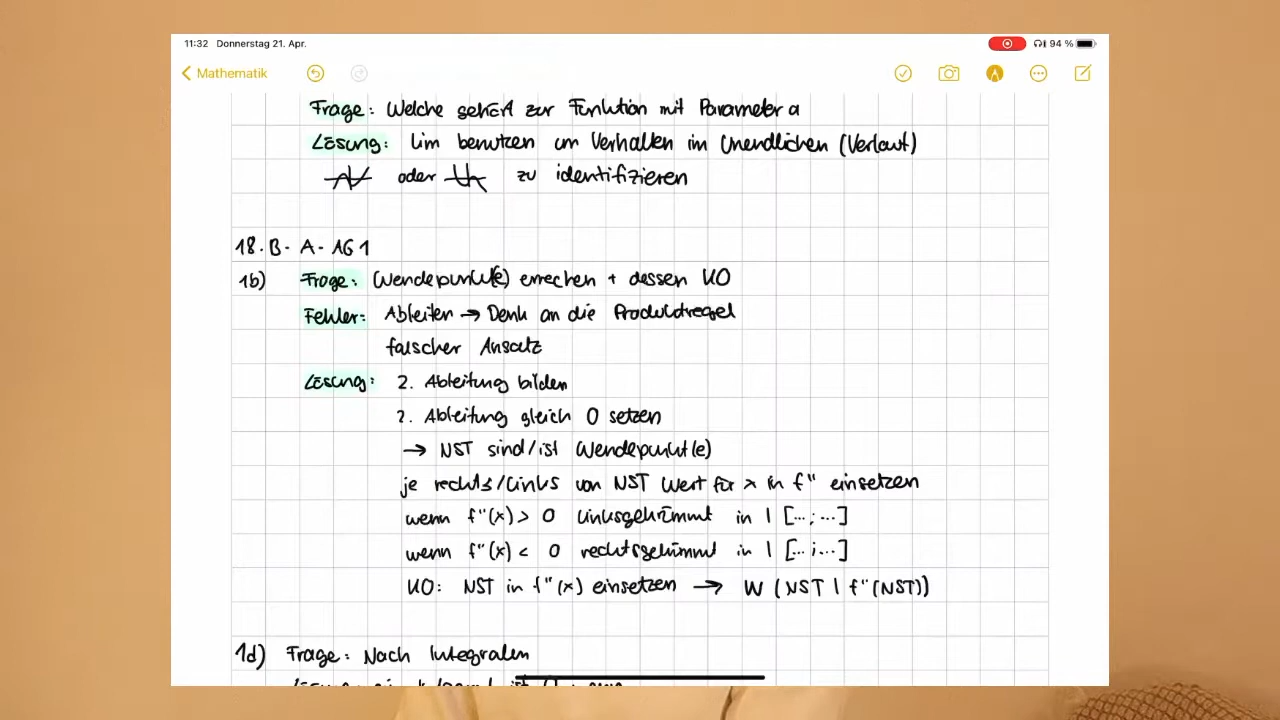 11:32 Donnerstag 21. Apr.
94 %
Mathematik
Frage: Welche gehört zur Funktion mit Parameter a
Lösung: Lim benutzen um Verhalten im Unendlichen (Verlauf)
oder zu identifizieren
18. B - A - AG 1
1b) Frage: Wendepunkt(e) errechen + dessen KO
Fehler: Ableiten → Denk an die Produktregel
falscher Ansatz
Lösung: 2. Ableitung bilden
2. Ableitung gleich 0 setzen
→ NST sind/ist Wendepunkt(e)
je rechts/links von NST Wert für x in f" einsetzen
wenn f"(x) > 0 linksgekrümmt in I [...;...]
wenn f"(x) < 0 rechtsgekümmt in I [...;...]
KO: NST in f"(x) einsetzen → W (NST | f"(NST))
1d) Frage: Nach Integralen